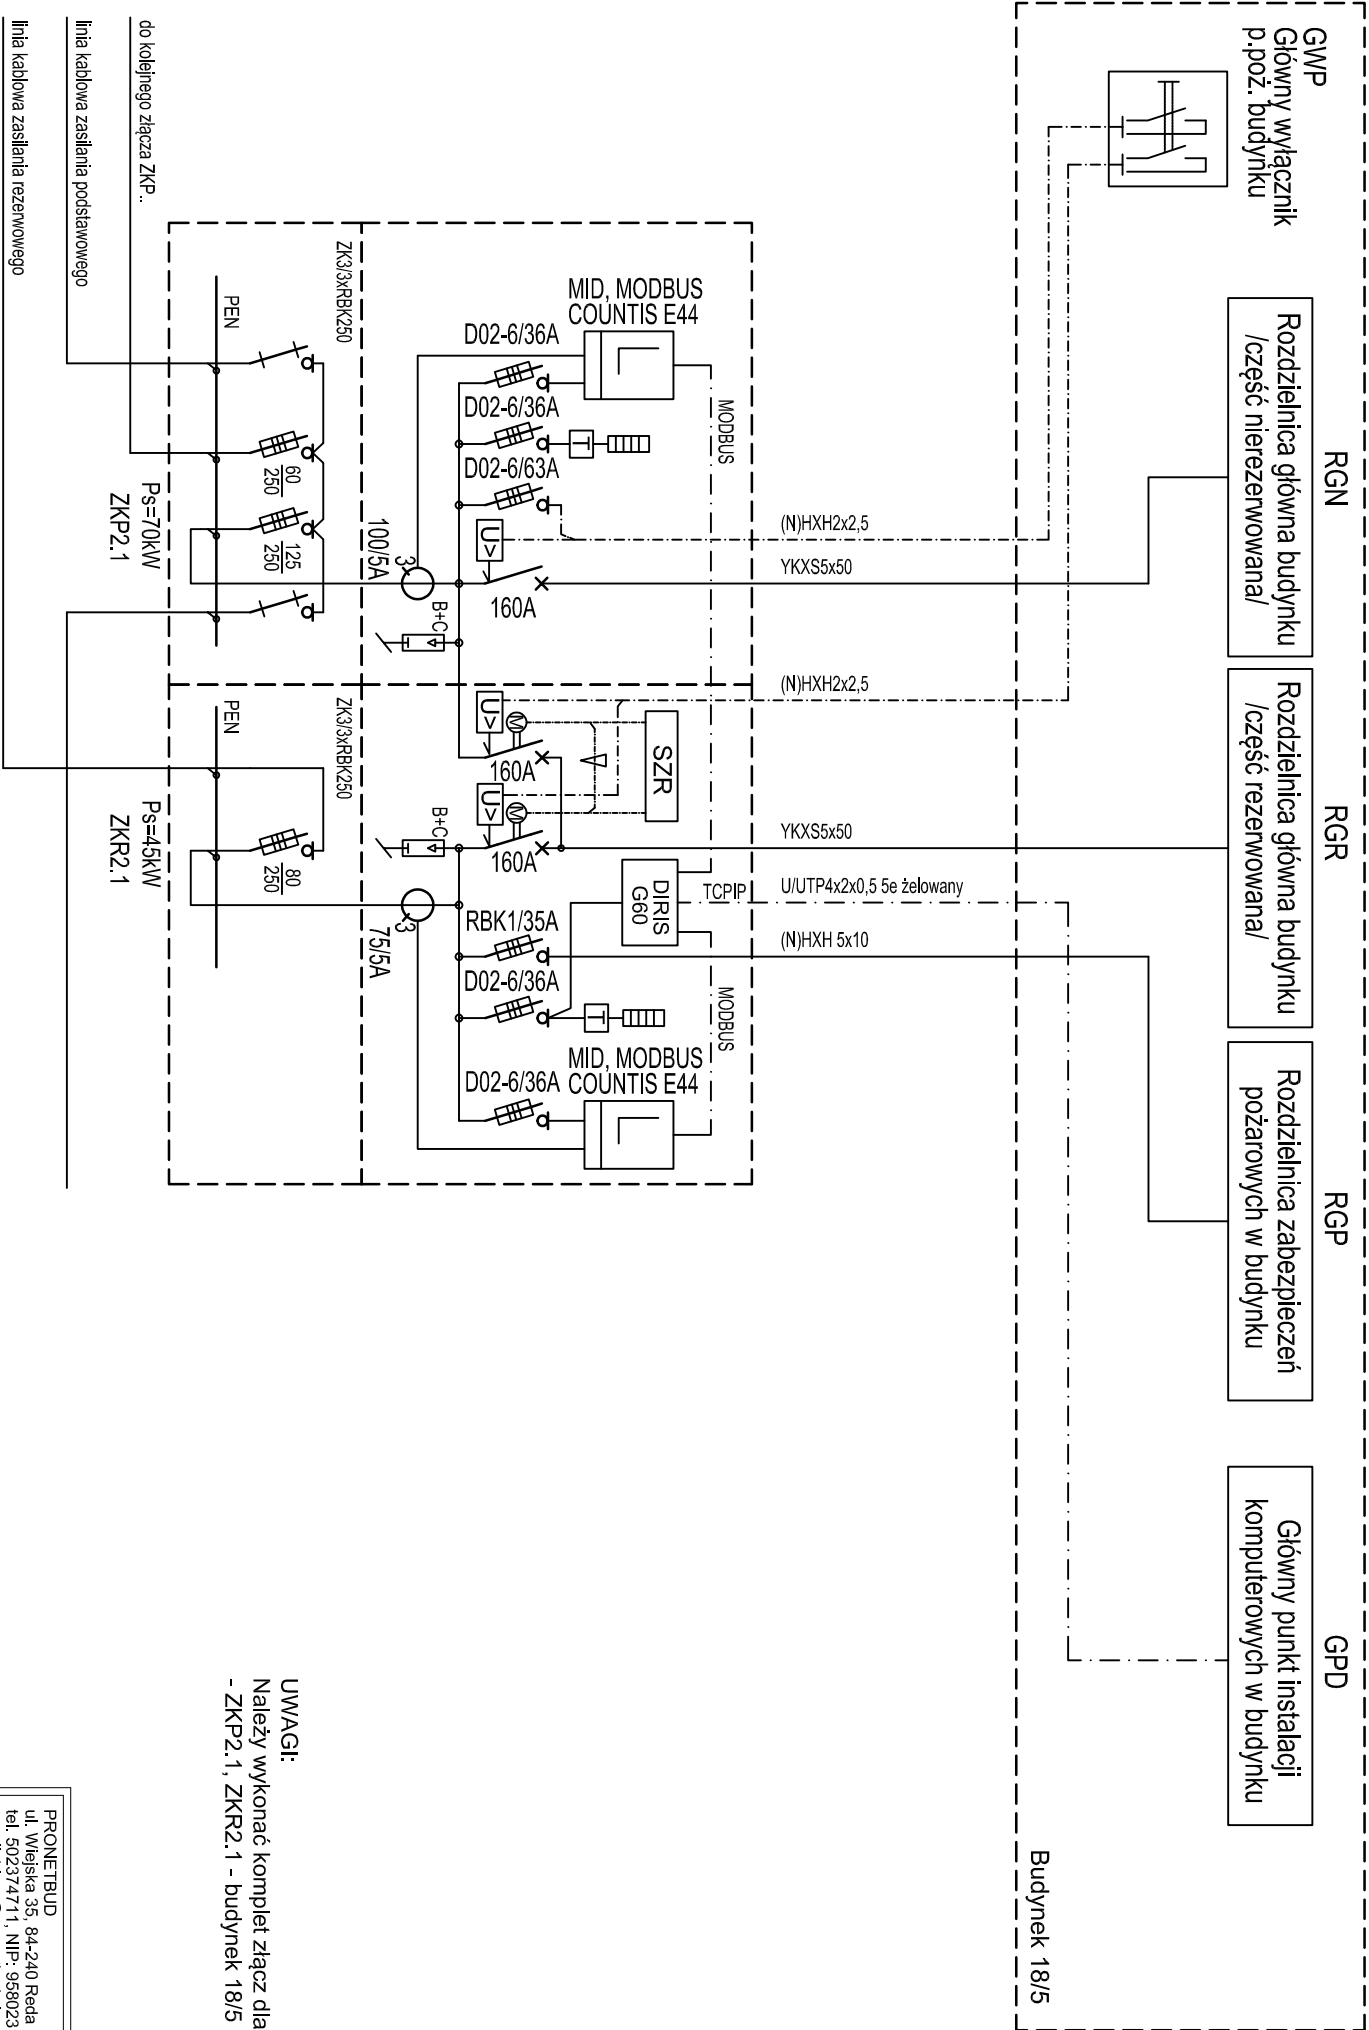 GWP
Główny wyłącznik
p.poż. budynku
RGN
Rozdzielnica główna budynku
/część nierezerwowana/
RGR
Rozdzielnica główna budynku
/część rezerwowana/
RGP
Rozdzielnica zabezpieczeń
pożarowych w budynku
GPD
Główny punkt instalacji
komputerowych w budynku
Budynek 18/5
(N)HXH2x2,5
YKXS5x50
(N)HXH2x2,5
YKXS5x50
U/UTP4x2x0,5 5e żelowany
(N)HXH 5x10
MODBUS
TCPIP
MODBUS
MID, MODBUS
COUNTIS E44
SZR
DIRIS
G60
MID, MODBUS
COUNTIS E44
D02-6/36A
D02-6/36A
T
D02-6/63A
U>
160A
U>
M
160A
U>
M
160A
RBK1/35A
D02-6/36A
T
D02-6/36A
3
100/5A
B+C
B+C
3
75/5A
ZK3/3xRBK250
PEN
60
250
125
250
Ps=70kW
ZKP2.1
ZK3/3xRBK250
PEN
80
250
Ps=45kW
ZKR2.1
do kolejnego złącza ZKP..
linia kablowa zasilania podstawowego
linia kablowa zasilania rezerwowego
UWAGI:
Należy wykonać komplet złącz dla
- ZKP2.1, ZKR2.1 - budynek 18/5
PRONETBUD
ul. Wiejska 35, 84-240 Reda
tel. 502374711, NIP: 958023